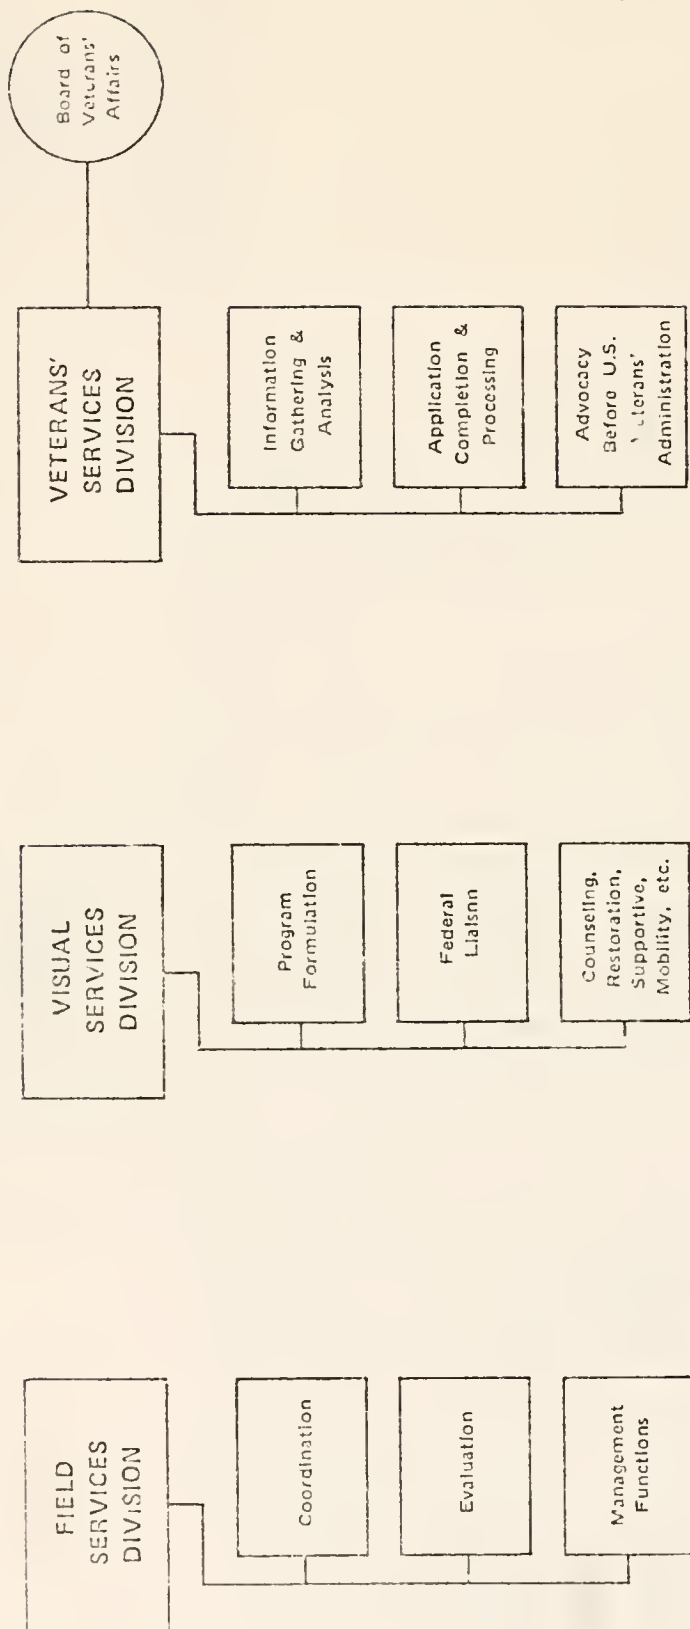 FIELD
SERVICES
DIVISION
Coordination
Evaluation
Management
Functions
VISUAL
SERVICES
DIVISION
Program
Formulation
Federal
Liaison
Counseling,
Restoration,
Supportive,
Mobility, etc.
VETERANS'
SERVICES
DIVISION
Board of
Veterans'
Affairs
Information
Gathering &
Analysis
Application
Completion &
Processing
Advocacy
Before U.S.
Veterans'
Administration